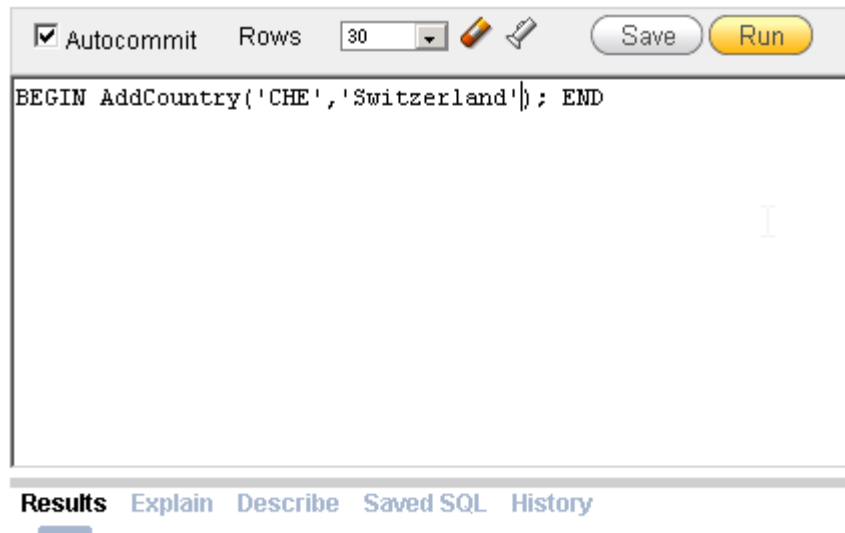 Autocommit Rows 30 Save Run
BEGIN AddCountry('CHE','Switzerland'); END
Results Explain Describe Saved SQL History